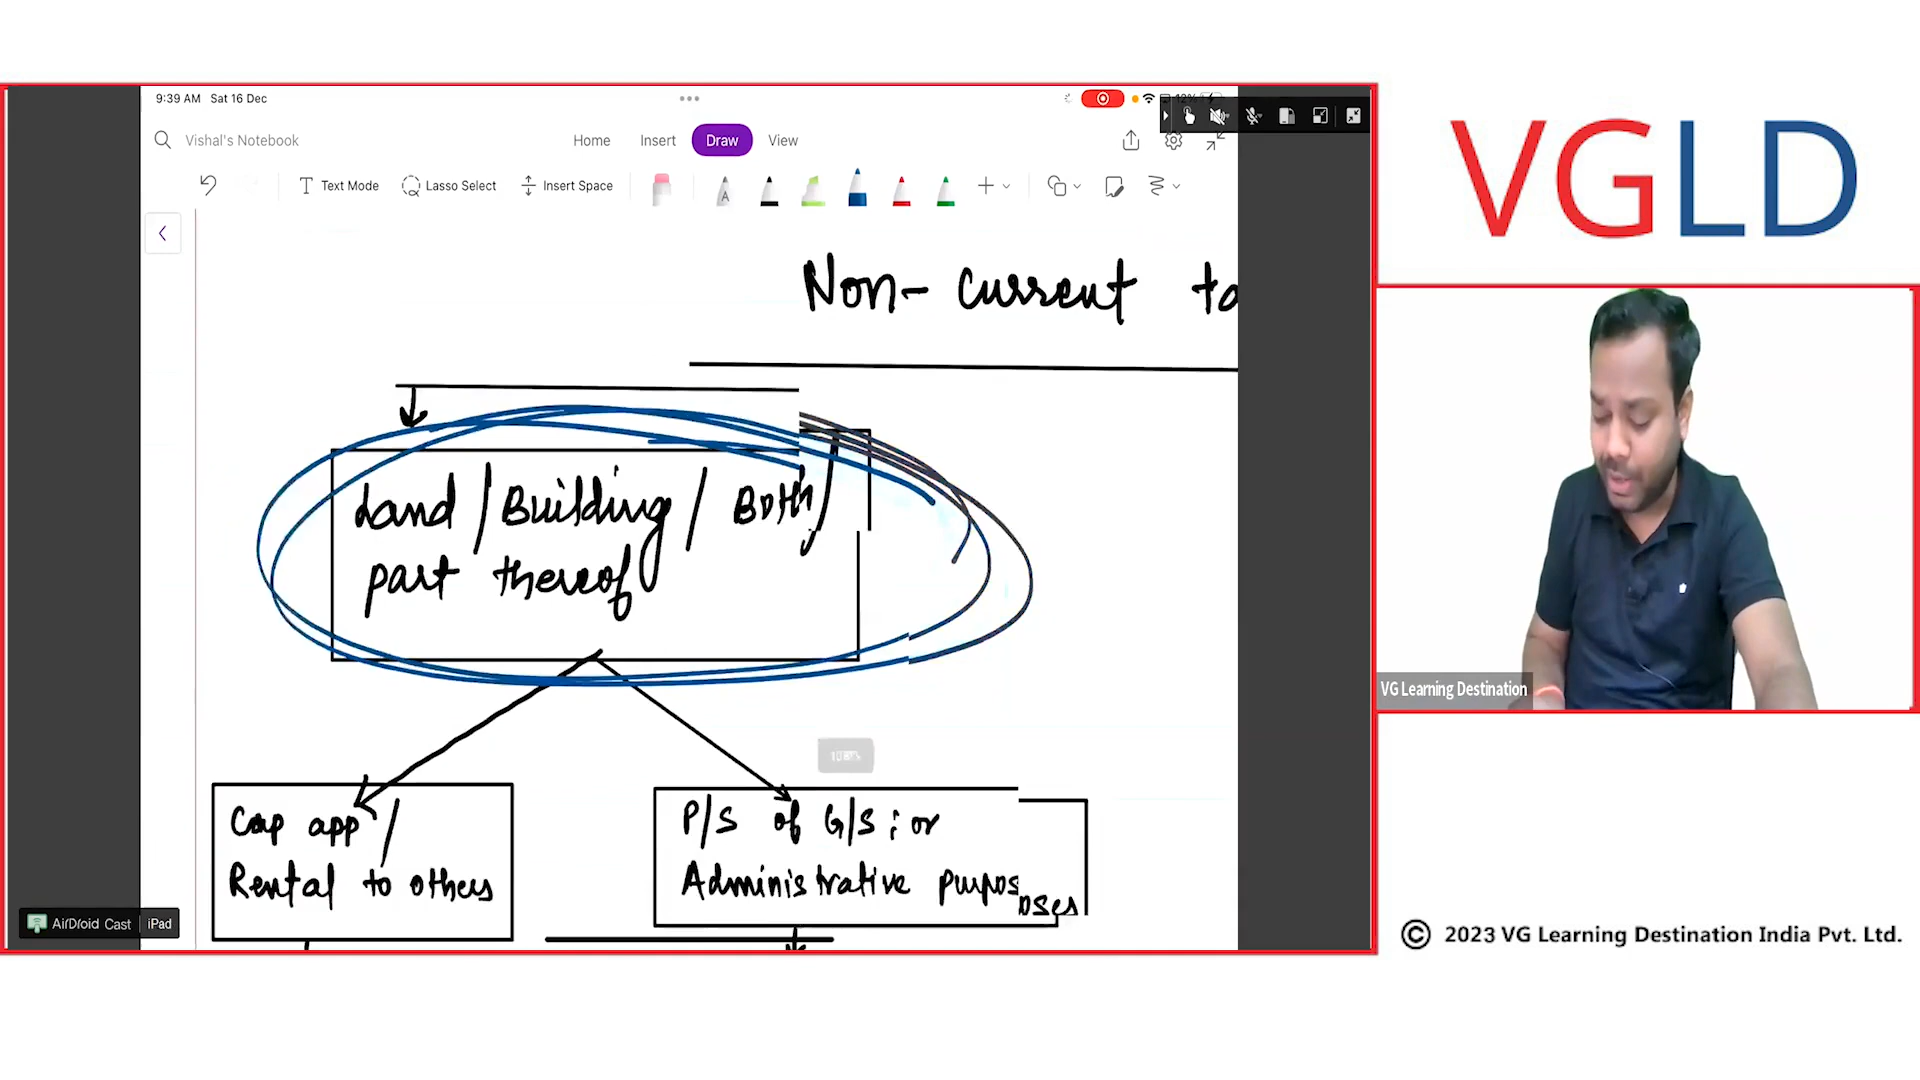 9:39 AM Sat 16 Dec
12%
Vishal's Notebook
Home Insert Draw View
Text Mode Lasso Select Insert Space
A
VGLD
Non-current
Land / Building / Both /
part thereof
Cap app /
Rental to others
P/S of G/S ; or
Administrative purposes
VG Learning Destination
AirDroid Cast iPad
© 2023 VG Learning Destination India Pvt. Ltd.